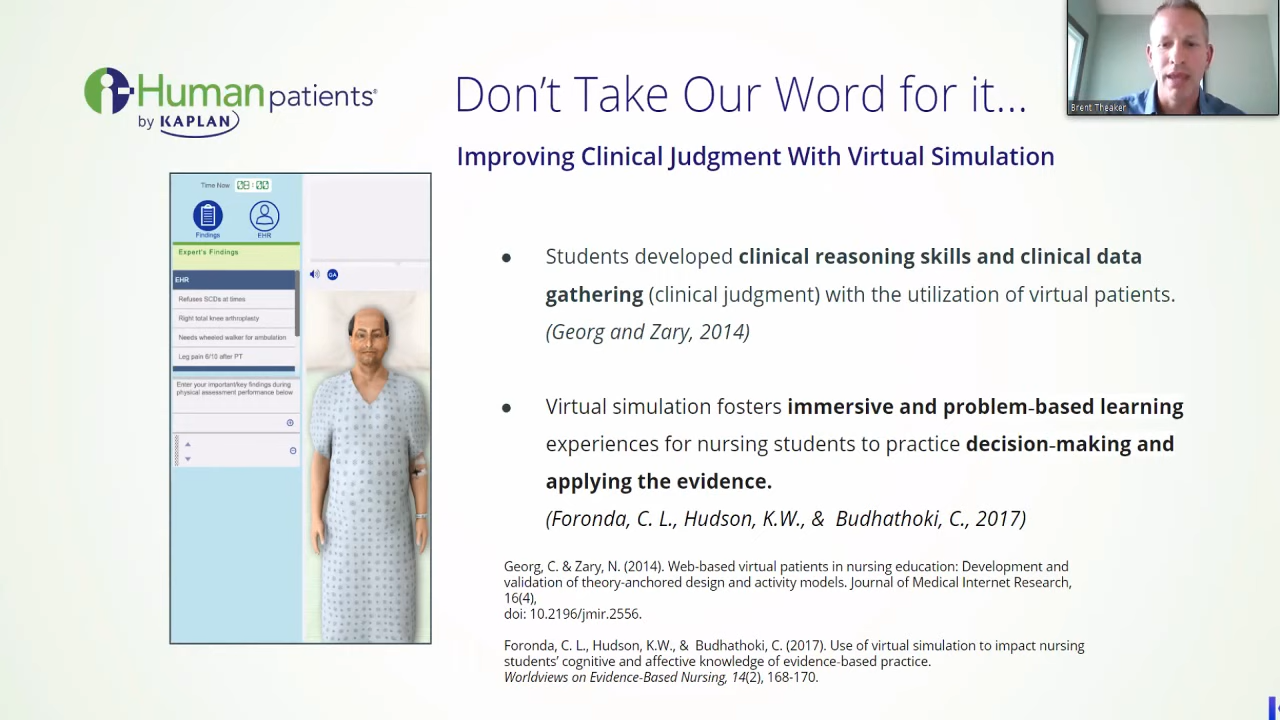 i-Human patients®
by KAPLAN
Don't Take Our Word for it...
Brent Theaker
Improving Clinical Judgment With Virtual Simulation
Time Now 08:00
Findings
EHR
Expert's Findings
EHR
Refuses SCDs at times
Right total knee arthroplasty
Needs wheeled walker for ambulation
Leg pain 6/10 after PT
Enter your important/key findings during
physical assessment performance below
GA
● Students developed clinical reasoning skills and clinical data
gathering (clinical judgment) with the utilization of virtual patients.
(Georg and Zary, 2014)
● Virtual simulation fosters immersive and problem-based learning
experiences for nursing students to practice decision-making and
applying the evidence.
(Foronda, C. L., Hudson, K.W., & Budhathoki, C., 2017)
Georg, C. & Zary, N. (2014). Web-based virtual patients in nursing education: Development and
validation of theory-anchored design and activity models. Journal of Medical Internet Research,
16(4),
doi: 10.2196/jmir.2556.
Foronda, C. L., Hudson, K.W., & Budhathoki, C. (2017). Use of virtual simulation to impact nursing
students' cognitive and affective knowledge of evidence-based practice.
Worldviews on Evidence-Based Nursing, 14(2), 168-170.